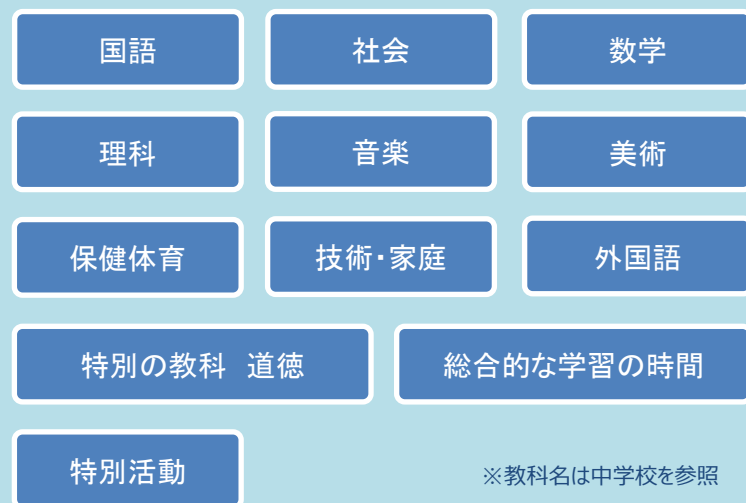 国語
社会
数学
理科
音楽
美術
保健体育
技術・家庭
外国語
特別の教科　道徳
総合的な学習の時間
特別活動
※教科名は中学校を参照